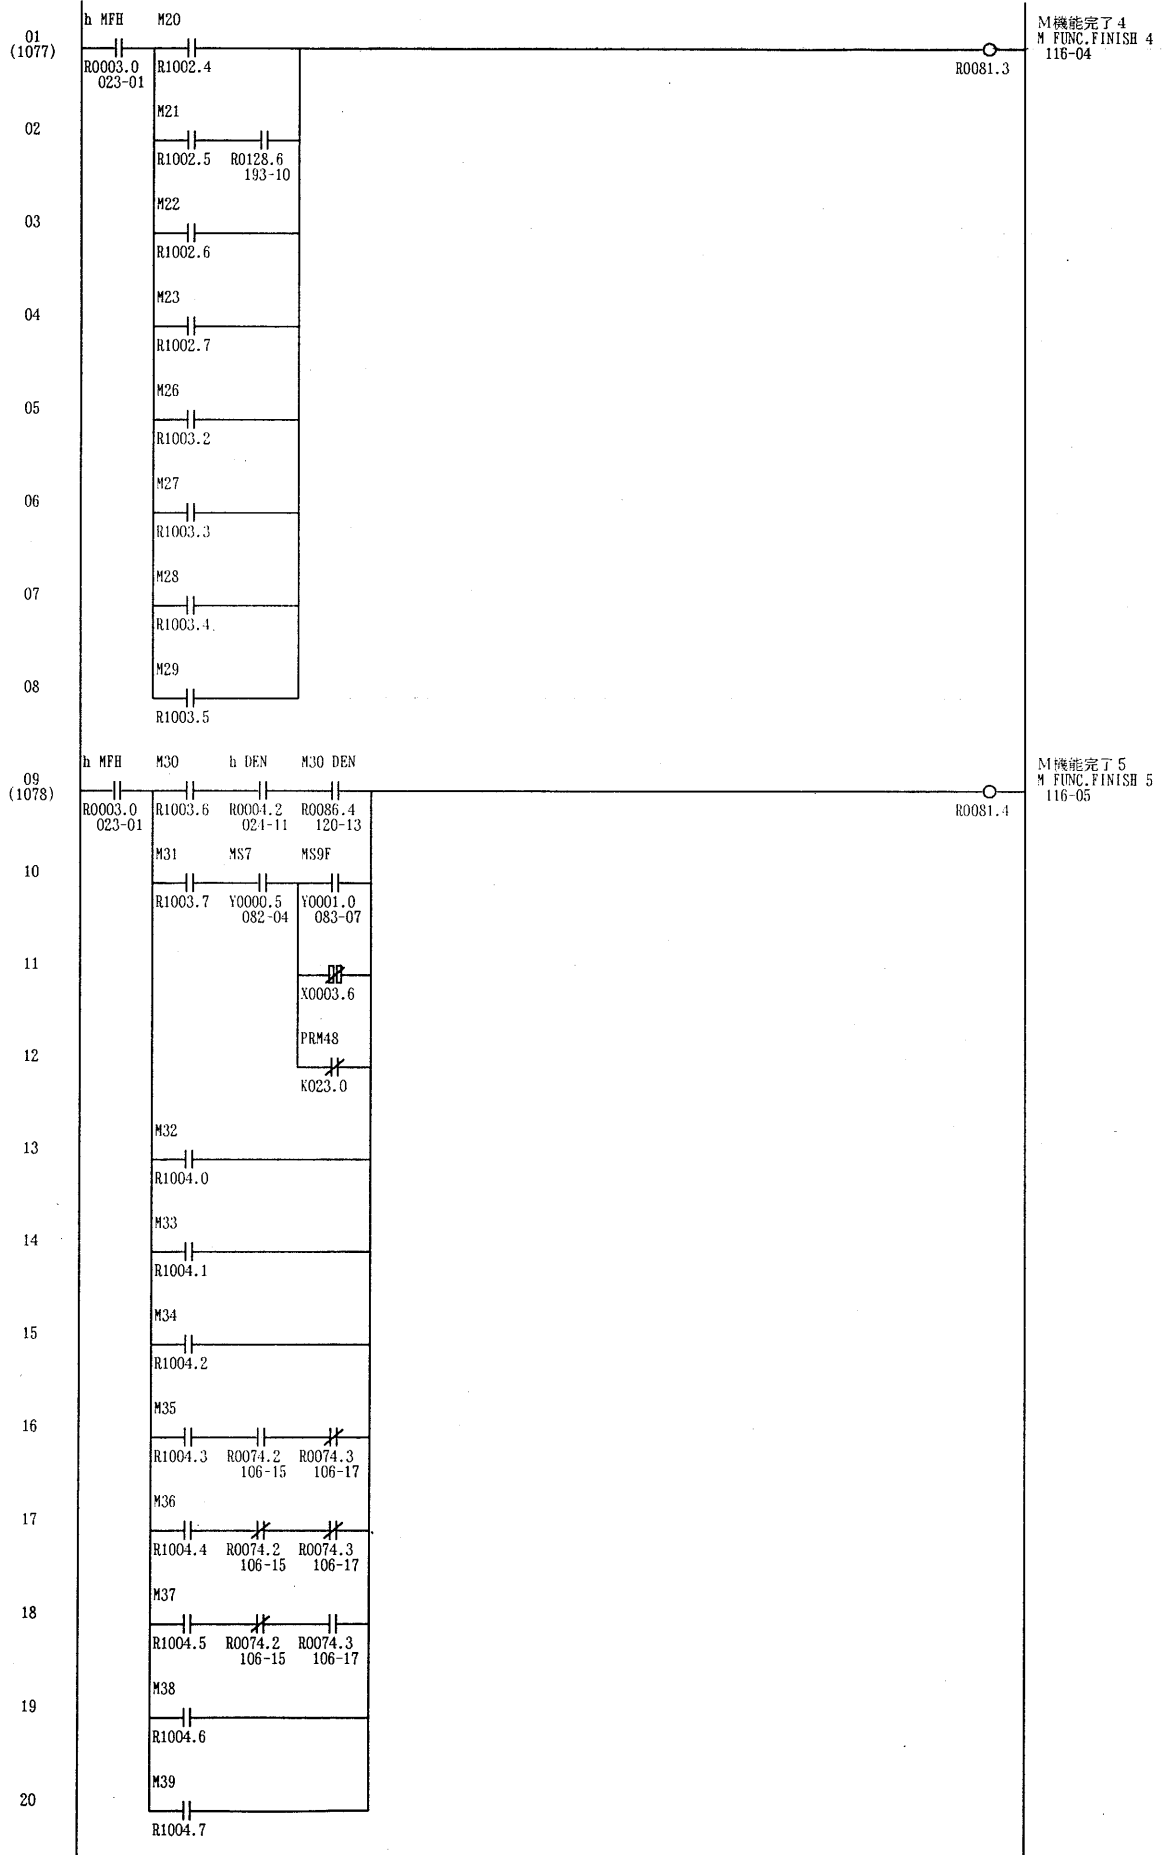 h MFH M20
01
(1077)
R0003.0 R1002.4 R0081.3
023-01
M機能完了4
M FUNC.FINISH 4
116-04
M21
02
R1002.5 R0128.6
193-10
M22
03
R1002.6
M23
04
R1002.7
M26
05
R1003.2
M27
06
R1003.3
M28
07
R1003.4
M29
08
R1003.5
h MFH M30 h DEN M30 DEN
09
(1078)
R0003.0 R1003.6 R0004.2 R0086.4 R0081.4
023-01 024-11 120-13
M機能完了5
M FUNC.FINISH 5
116-05
M31 MS7 MS9F
10
R1003.7 Y0000.5 Y0001.0
082-04 083-07
11
X0003.6
PRM48
12
K023.0
M32
13
R1004.0
M33
14
R1004.1
M34
15
R1004.2
M35
16
R1004.3 R0074.2 R0074.3
106-15 106-17
M36
17
R1004.4 R0074.2 R0074.3
106-15 106-17
M37
18
R1004.5 R0074.2 R0074.3
106-15 106-17
M38
19
R1004.6
M39
20
R1004.7